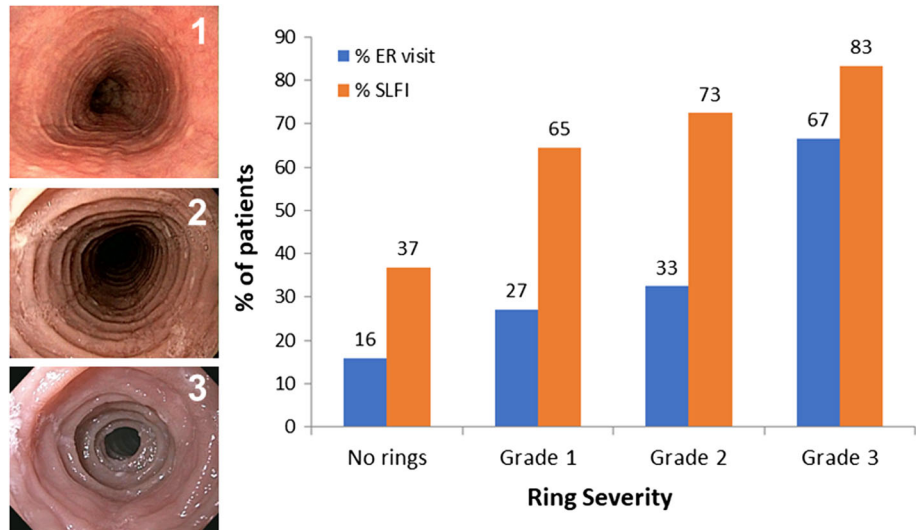 1
2
3
% of patients
90
80
70
60
50
40
30
20
10
0
% ER visit
% SLFI
16
37
27
65
33
73
67
83
No rings
Grade 1
Grade 2
Grade 3
Ring Severity